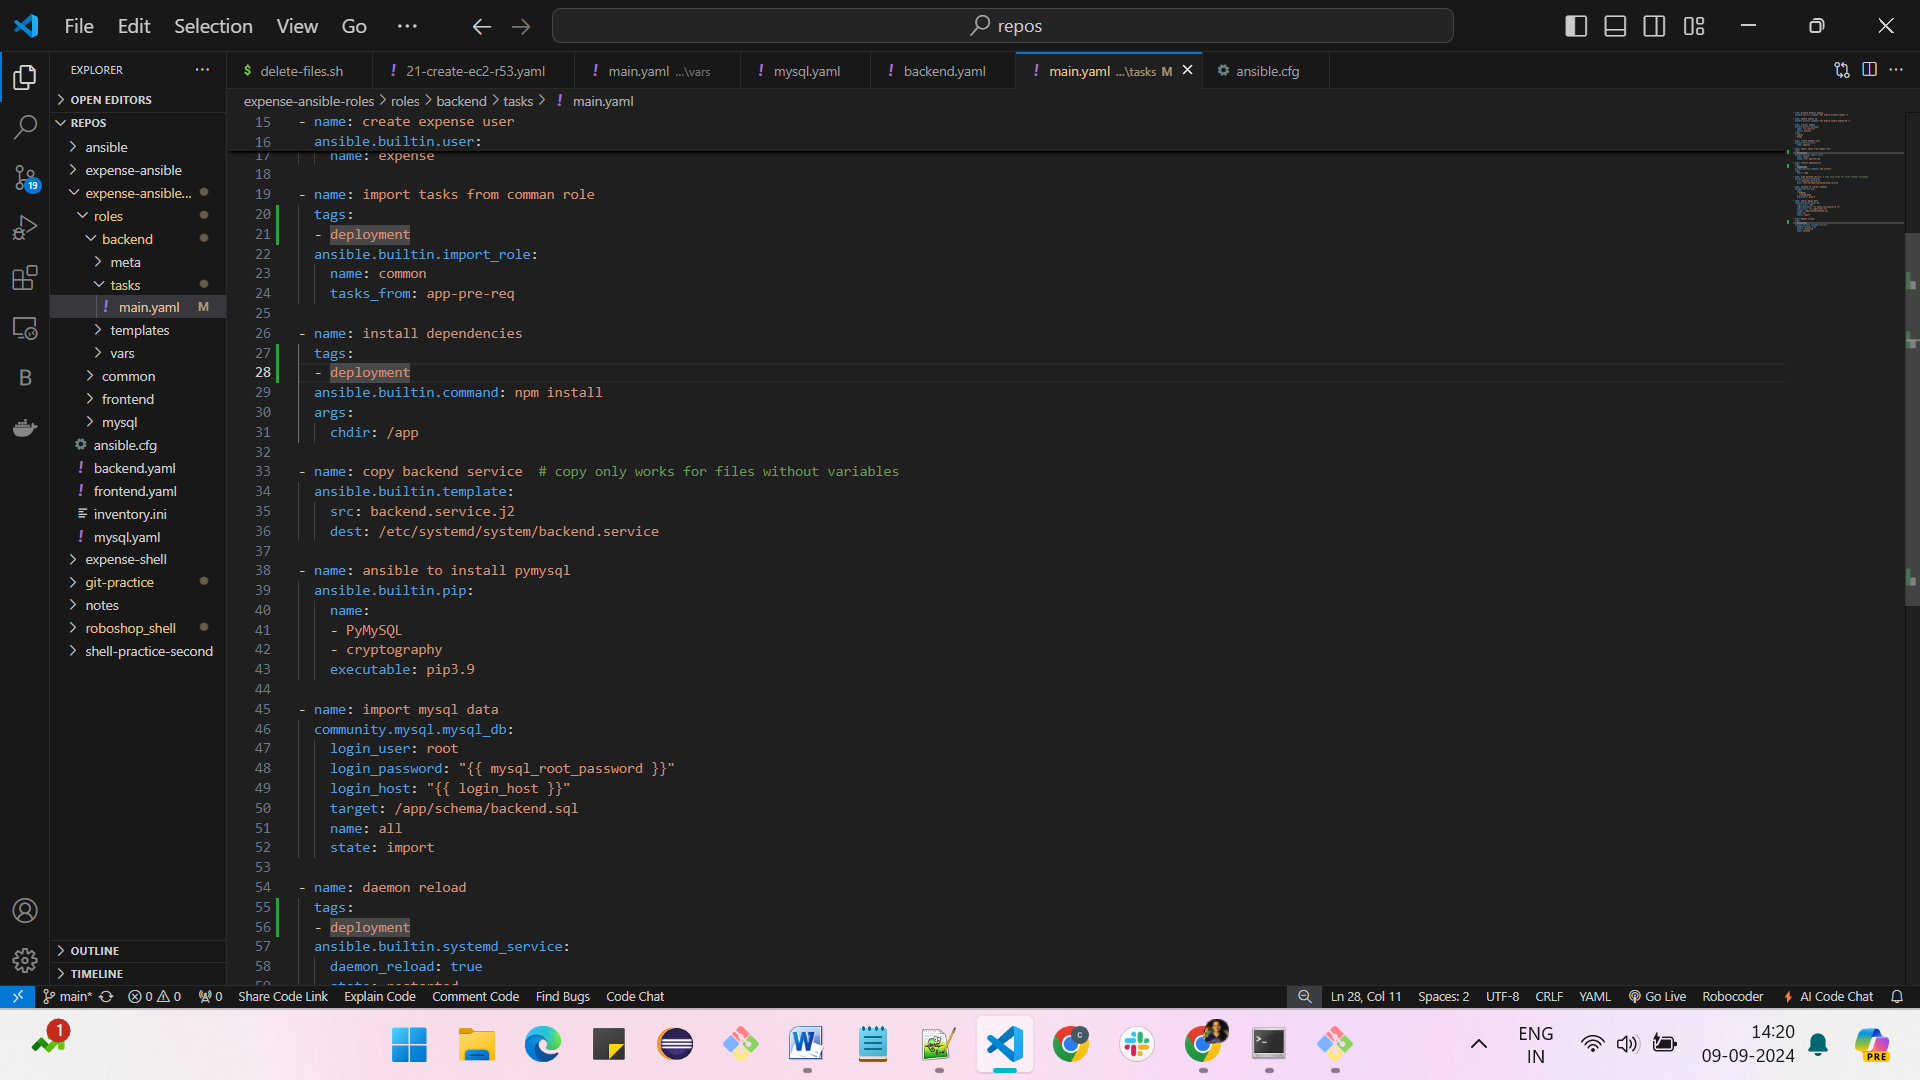 File Edit Selection View Go ··· repos
EXPLORER ···
OPEN EDITORS
REPOS
ansible
expense-ansible
expense-ansible...
roles
backend
meta
tasks
! main.yaml M
templates
vars
common
frontend
mysql
ansible.cfg
! backend.yaml
! frontend.yaml
inventory.ini
! mysql.yaml
expense-shell
git-practice
notes
roboshop_shell
shell-practice-second
OUTLINE
TIMELINE
19
B
$ delete-files.sh ! 21-create-ec2-r53.yaml ! main.yaml ...\vars ! mysql.yaml ! backend.yaml ! main.yaml ...\tasks M ansible.cfg
expense-ansible-roles > roles > backend > tasks > ! main.yaml
15 - name: create expense user
16 ansible.builtin.user:
17 name: expense
18
19 - name: import tasks from comman role
20 tags:
21 - deployment
22 ansible.builtin.import_role:
23 name: common
24 tasks_from: app-pre-req
25
26 - name: install dependencies
27 tags:
28 - deployment
29 ansible.builtin.command: npm install
30 args:
31 chdir: /app
32
33 - name: copy backend service # copy only works for files without variables
34 ansible.builtin.template:
35 src: backend.service.j2
36 dest: /etc/systemd/system/backend.service
37
38 - name: ansible to install pymysql
39 ansible.builtin.pip:
40 name:
41 - PyMySQL
42 - cryptography
43 executable: pip3.9
44
45 - name: import mysql data
46 community.mysql.mysql_db:
47 login_user: root
48 login_password: "{{ mysql_root_password }}"
49 login_host: "{{ login_host }}"
50 target: /app/schema/backend.sql
51 name: all
52 state: import
53
54 - name: daemon reload
55 tags:
56 - deployment
57 ansible.builtin.systemd_service:
58 daemon_reload: true
main* 0 0 0 Share Code Link Explain Code Comment Code Find Bugs Code Chat Ln 28, Col 11 Spaces: 2 UTF-8 CRLF YAML Go Live Robocoder AI Code Chat
1
ENG
IN
14:20
09-09-2024
PRE